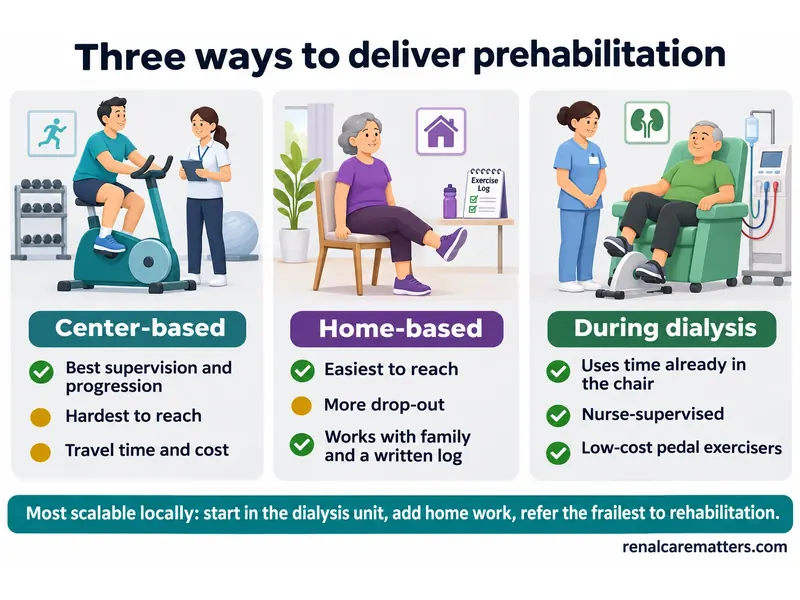 Three ways to deliver prehabilitation
Exercise
Log
Center-based
Best supervision and
progression
Hardest to reach
Travel time and cost
Home-based
Easiest to reach
More drop-out
Works with family
and a written log
During dialysis
Uses time already in
the chair
Nurse-supervised
Low-cost pedal exercisers
Most scalable locally: start in the dialysis unit, add home work, refer the frailest to rehabilitation.
renalcarematters.com